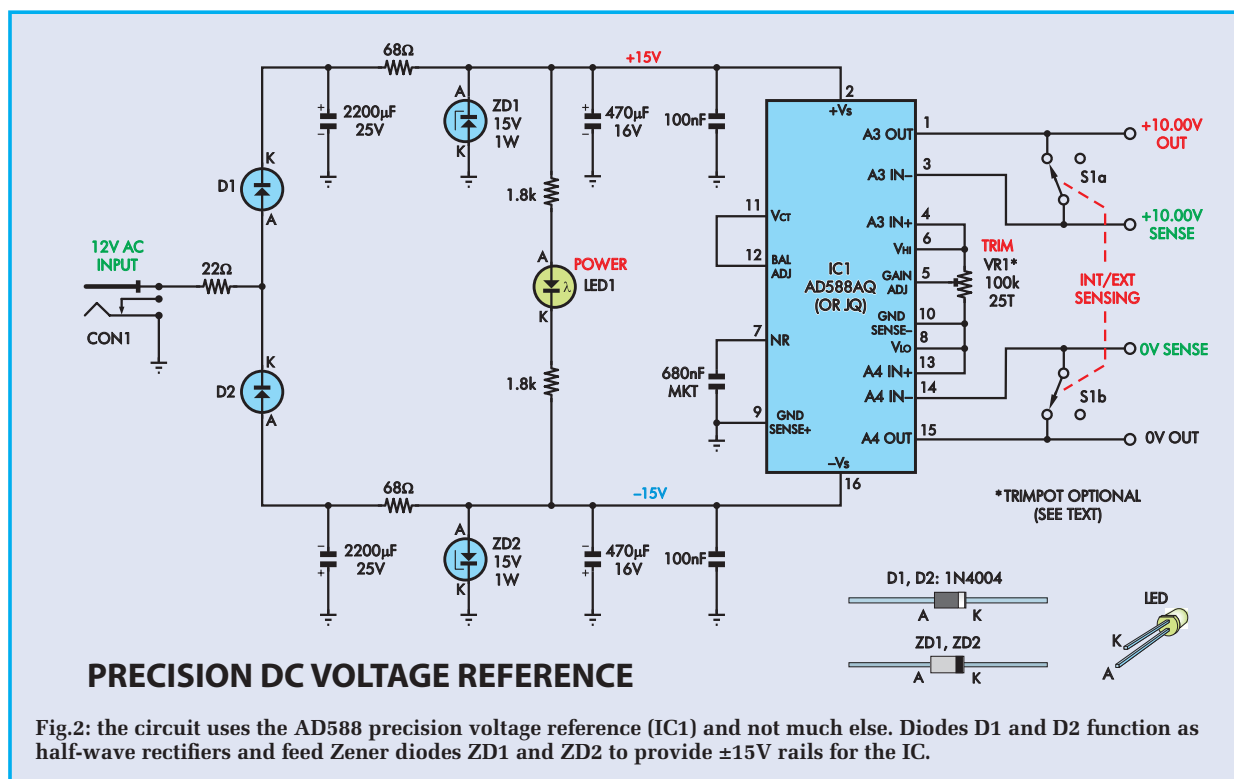 68Ω
+15V
2200µF
25V
A
ZD1
15V
1W
K
470µF
16V
100nF
2
+Vs
A3 OUT
1
+10.00V
OUT
3
A3 IN–
S1a
K
D1
A
1.8k
11
VCT
A3 IN+
4
VHI
6
+10.00V
SENSE
12V AC
INPUT
22Ω
CON1
A
POWER
λ
LED1
K
12
BAL
ADJ
IC1
AD588AQ
(OR JQ)
GAIN
ADJ
5
TRIM
VR1*
100k
25T
INT/EXT
SENSING
GND
SENSE–
10
7
NR
VLO
8
0V SENSE
K
D2
A
1.8k
680nF
MKT
A4 IN+
13
A4 IN–
14
S1b
9
GND
SENSE+
A4 OUT
15
0V OUT
–Vs
16
68Ω
–15V
*TRIMPOT OPTIONAL
(SEE TEXT)
2200µF
25V
A
ZD2
15V
1W
K
470µF
16V
100nF
D1, D2: 1N4004
A K
ZD1, ZD2
A K
LED
K
A
+
–
+
–
–
+
–
+
PRECISION DC VOLTAGE REFERENCE
Fig.2: the circuit uses the AD588 precision voltage reference (IC1) and not much else. Diodes D1 and D2 function as
half-wave rectifiers and feed Zener diodes ZD1 and ZD2 to provide ±15V rails for the IC.